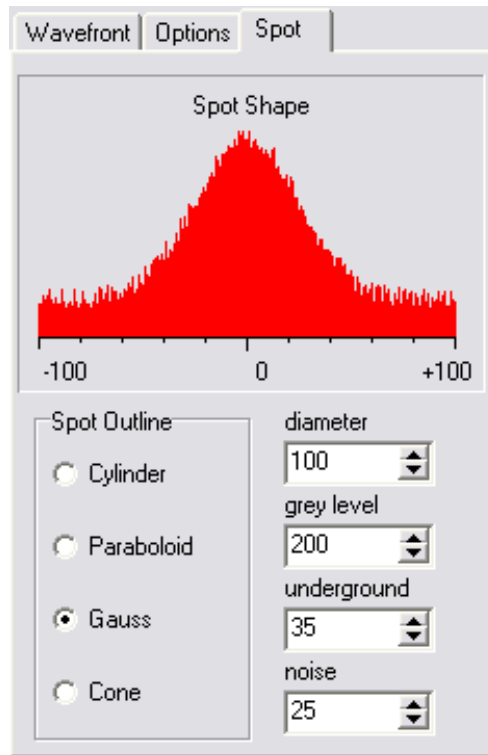 Wavefront Options Spot
Spot Shape
-100 0 +100
Spot Outline
Cylinder
Paraboloid
Gauss
Cone
diameter
100
grey level
200
underground
35
noise
25